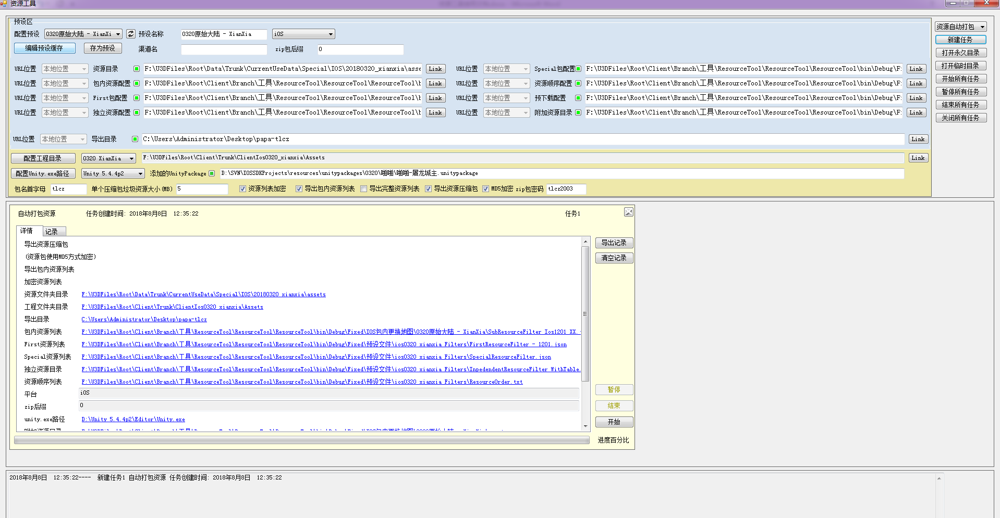 资源工具
预设区
配置预设 0320原始大陆 - XianXi 预设名称 0320原始大陆 - XianXia iOS
编辑预设缓存 存为预设 渠道名 zip包后缀 0
URL位置 本地位置 资源目录 F:\U3DFiles\Root\Data\Trunk\CurrentUseData\Special\IOS\20180320_xianxia\asse Link URL位置 本地位置 Special包配置 F:\U3DFiles\Root\Client\Branch\工具\ResourceTool\ResourceTool\ResourceTool\bin\Debug\F: Link
URL位置 本地位置 包内资源配置 F:\U3DFiles\Root\Client\Branch\工具\ResourceTool\ResourceTool\ResourceTool\b Link URL位置 本地位置 资源顺序配置 F:\U3DFiles\Root\Client\Branch\工具\ResourceTool\ResourceTool\ResourceTool\bin\Debug\F: Link
URL位置 本地位置 First包配置 F:\U3DFiles\Root\Client\Branch\工具\ResourceTool\ResourceTool\ResourceTool\b Link URL位置 本地位置 预下载配置 F:\U3DFiles\Root\Client\Branch\工具\ResourceTool\ResourceTool\ResourceTool\bin\Debug\F: Link
URL位置 本地位置 独立资源配置 F:\U3DFiles\Root\Client\Branch\工具\ResourceTool\ResourceTool\ResourceTool\b Link URL位置 本地位置 附加资源目录 F:\U3DFiles\Root\Client\Branch\工具\ResourceTool\ResourceTool\ResourceTool\bin\Debug\F: Link
URL位置 本地位置 导出目录 C:\Users\Administrator\Desktop\papa-tlcz Link
配置工程目录 0320 XianXia F:\U3DFiles\Root\Client\Trunk\ClientIos0320_xianxia\Assets Link
配置Unity.exe路径 Unity 5.4.4p2 添加的UnityPackage D:\SVN\IOSSDKProjects\resources\unitypackages\0320\啪啪\啪啪-屠龙城主.unitypackage
包名首字母 tlcz 单个压缩包垃圾资源大小(MB) 5 资源列表加密 导出包内资源列表 导出完整资源列表 导出资源压缩包 MD5加密 zip包密码 tlcz2003
资源自动打包
新建任务
打开永久目录
打开临时目录
开始所有任务
暂停所有任务
结束所有任务
关闭所有任务
自动打包资源 任务创建时间: 2018年8月8日 12:35:22 任务1
详情 记录
导出资源压缩包
(资源包使用MD5方式加密)
导出包内资源列表
加密资源列表
资源文件夹目录 F:\U3DFiles\Root\Data\Trunk\CurrentUseData\Special\IOS\20180320_xianxia\assets
工程文件夹目录 F:\U3DFiles\Root\Client\Trunk\ClientIos0320_xianxia\Assets
导出目录 C:\Users\Administrator\Desktop\papa-tlcz
包内资源列表 F:\U3DFiles\Root\Client\Branch\工具\ResourceTool\ResourceTool\ResourceTool\bin\Debug\Fixed\IOS包内更换地图\0320原始大陆 - XianXia\SubResourceFilter_Ios1201_XX.
First资源列表 F:\U3DFiles\Root\Client\Branch\工具\ResourceTool\ResourceTool\ResourceTool\bin\Debug\Fixed\预设文件\ios0320_xianxia_Filters\FirstResourceFilter - 1201.json
Special资源列表 F:\U3DFiles\Root\Client\Branch\工具\ResourceTool\ResourceTool\ResourceTool\bin\Debug\Fixed\预设文件\ios0320_xianxia_Filters\SpecialResourceFilter.json
独立资源目录 F:\U3DFiles\Root\Client\Branch\工具\ResourceTool\ResourceTool\ResourceTool\bin\Debug\Fixed\预设文件\ios0320_xianxia_Filters\InpedendentResourceFilter_WithTable.
资源顺序列表 F:\U3DFiles\Root\Client\Branch\工具\ResourceTool\ResourceTool\ResourceTool\bin\Debug\Fixed\预设文件\ios0320_xianxia_Filters\ResourceOrder.txt
平台 iOS
zip后缀 0
unity.exe路径 D:\Unity 5.4.4p2\Editor\Unity.exe
导出记录
清空记录
暂停
结束
开始
进度百分比
2018年8月8日 12:35:22---- 新建任务1 自动打包资源 任务创建时间: 2018年8月8日 12:35:22